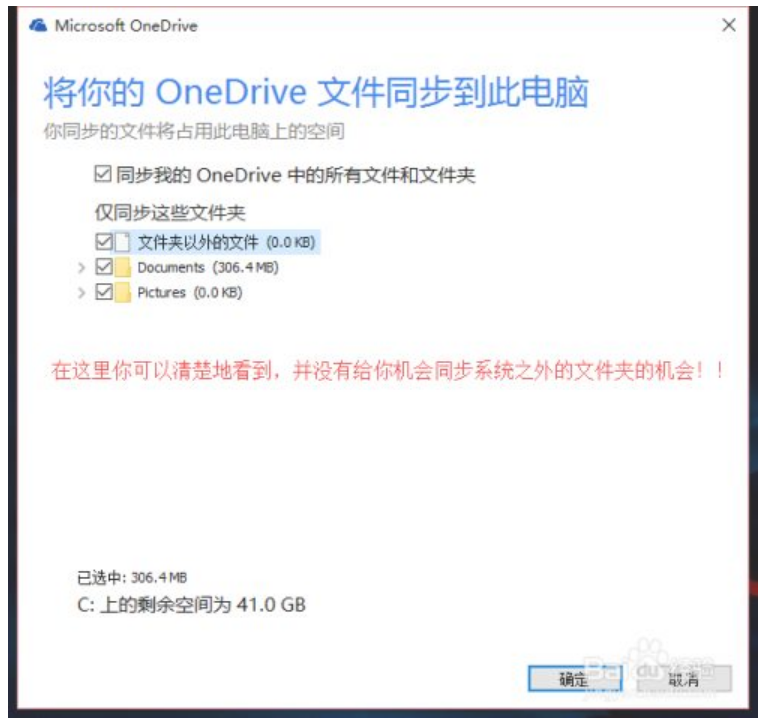 Microsoft OneDrive
将你的 OneDrive 文件同步到此电脑
你同步的文件将占用此电脑上的空间
同步我的 OneDrive 中的所有文件和文件夹
仅同步这些文件夹
文件夹以外的文件 (0.0 KB)
Documents (306.4 MB)
Pictures (0.0 KB)
在这里你可以清楚地看到，并没有给你机会同步系统之外的文件夹的机会！！
已选中: 306.4 MB
C: 上的剩余空间为 41.0 GB
确定 取消
Baidu 经验